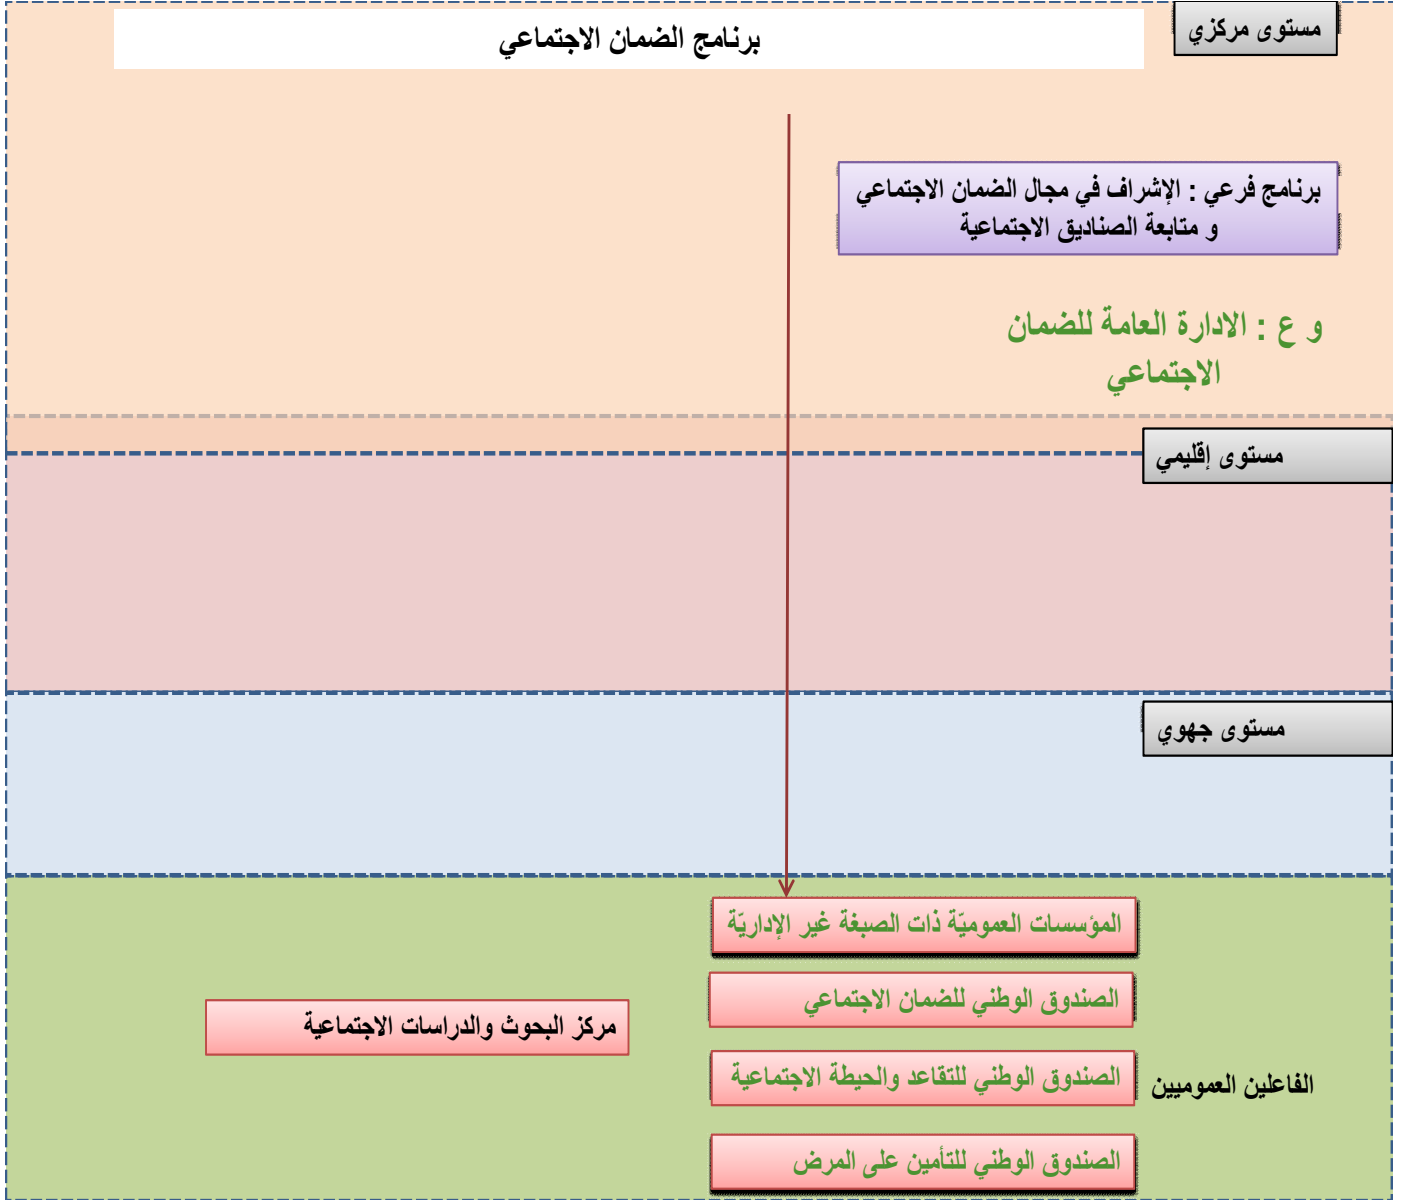 مستوى مركزي
برنامج الضمان الاجتماعي
برنامج فرعي : الإشراف في مجال الضمان الاجتماعي
و متابعة الصناديق الاجتماعية
و ع : الادارة العامة للضمان
الاجتماعي
مستوى إقليمي
مستوى جهوي
المؤسسات العموميّة ذات الصبغة غير الإداريّة
الصندوق الوطني للضمان الاجتماعي
مركز البحوث والدراسات الاجتماعية
الصندوق الوطني للتقاعد والحيطة الاجتماعية
الفاعلين العموميين
الصندوق الوطني للتأمين على المرض